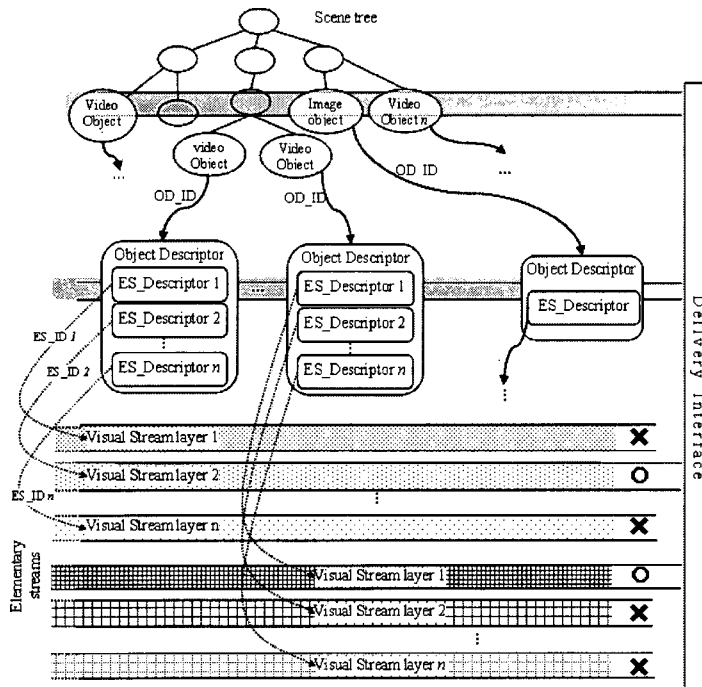 Scene tree
Video
Object
Image
object
Video
Object n
...
video
Object
Video
Object
...
OD_ID
OD_ID
OD_ID
Object Descriptor
ES_Descriptor 1
ES_Descriptor 2
⋮
ES_Descriptor n
...
Object Descriptor
ES_Descriptor 1
ES_Descriptor 2
⋮
ES_Descriptor n
Object Descriptor
ES_Descriptor
⋮
ES_ID 1
ES_ID 2
ES_ID n
Visual Stream layer 1
Visual Stream layer 2
⋮
Visual Stream layer n
Visual Stream layer 1
Visual Stream layer 2
⋮
Visual Stream layer n
Elementary
streams
Delivery Interface